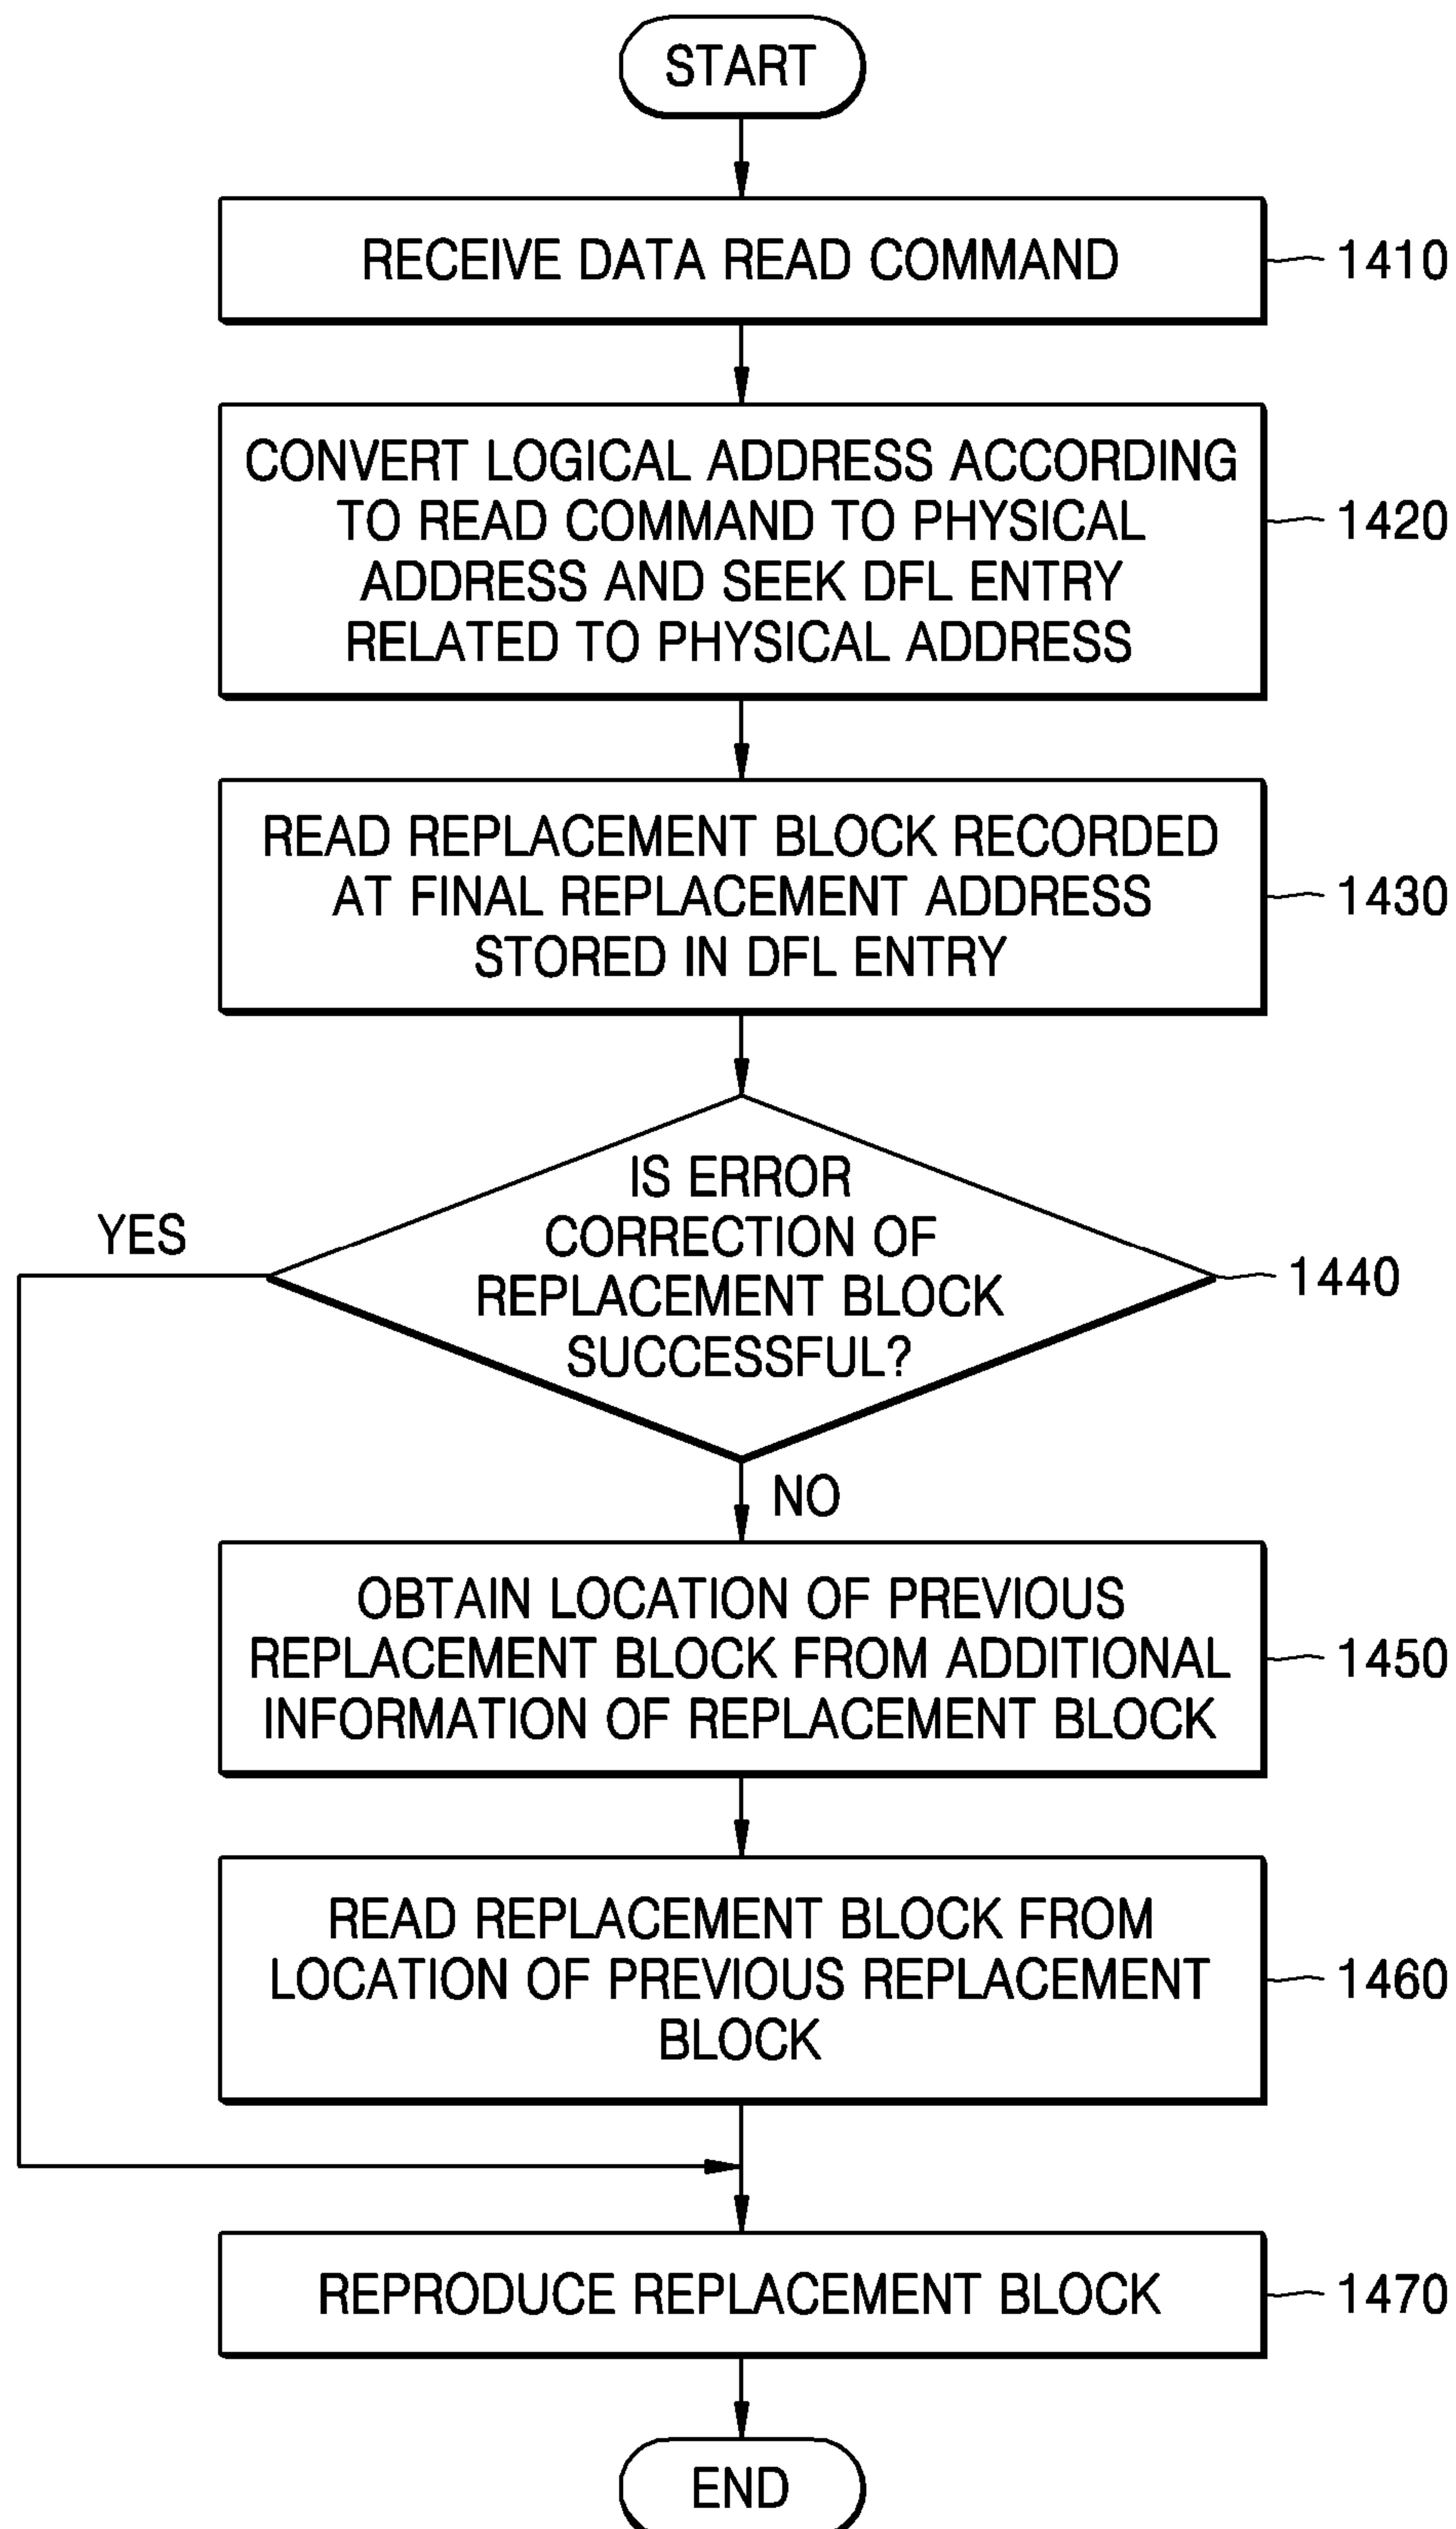 START
RECEIVE DATA READ COMMAND
1410
CONVERT LOGICAL ADDRESS ACCORDING
TO READ COMMAND TO PHYSICAL
ADDRESS AND SEEK DFL ENTRY
RELATED TO PHYSICAL ADDRESS
1420
READ REPLACEMENT BLOCK RECORDED
AT FINAL REPLACEMENT ADDRESS
STORED IN DFL ENTRY
1430
IS ERROR
CORRECTION OF
REPLACEMENT BLOCK
SUCCESSFUL?
1440
YES
NO
OBTAIN LOCATION OF PREVIOUS
REPLACEMENT BLOCK FROM ADDITIONAL
INFORMATION OF REPLACEMENT BLOCK
1450
READ REPLACEMENT BLOCK FROM
LOCATION OF PREVIOUS REPLACEMENT
BLOCK
1460
REPRODUCE REPLACEMENT BLOCK
1470
END